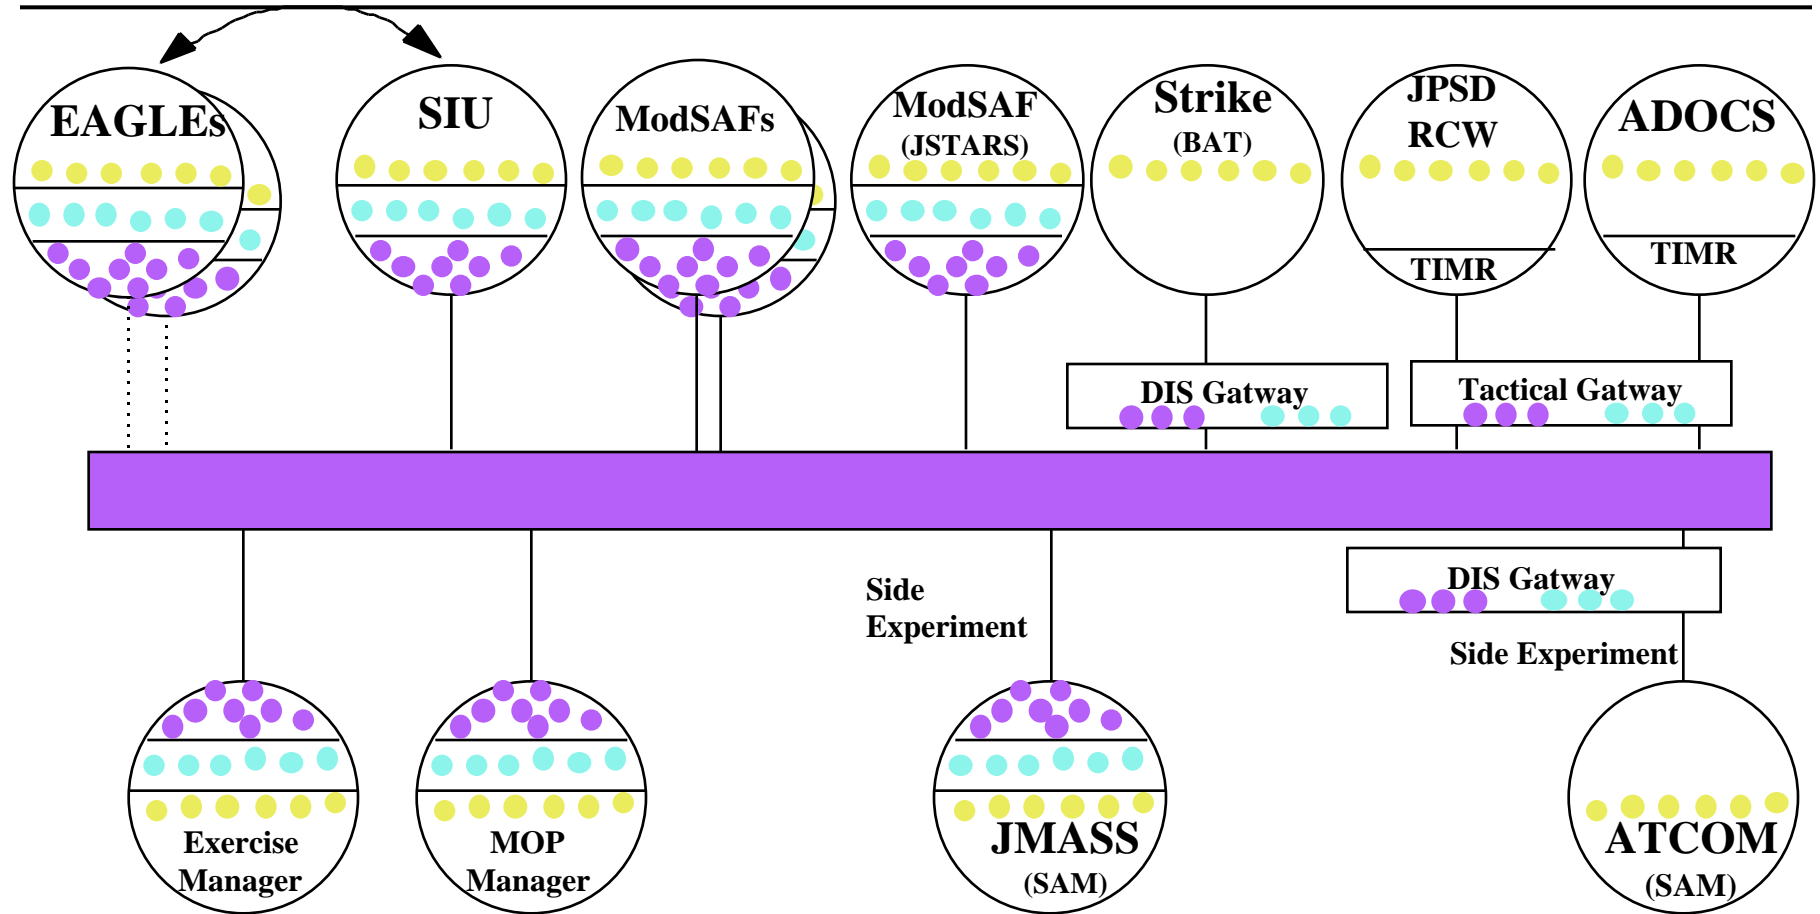 EAGLEs
SIU
ModSAFs
ModSAF
(JSTARS)
Strike
(BAT)
JPSD
RCW
TIMR
ADOCS
TIMR
DIS Gatway
Tactical Gatway
Side
Experiment
DIS Gatway
Side Experiment
Exercise
Manager
MOP
Manager
JMASS
(SAM)
ATCOM
(SAM)